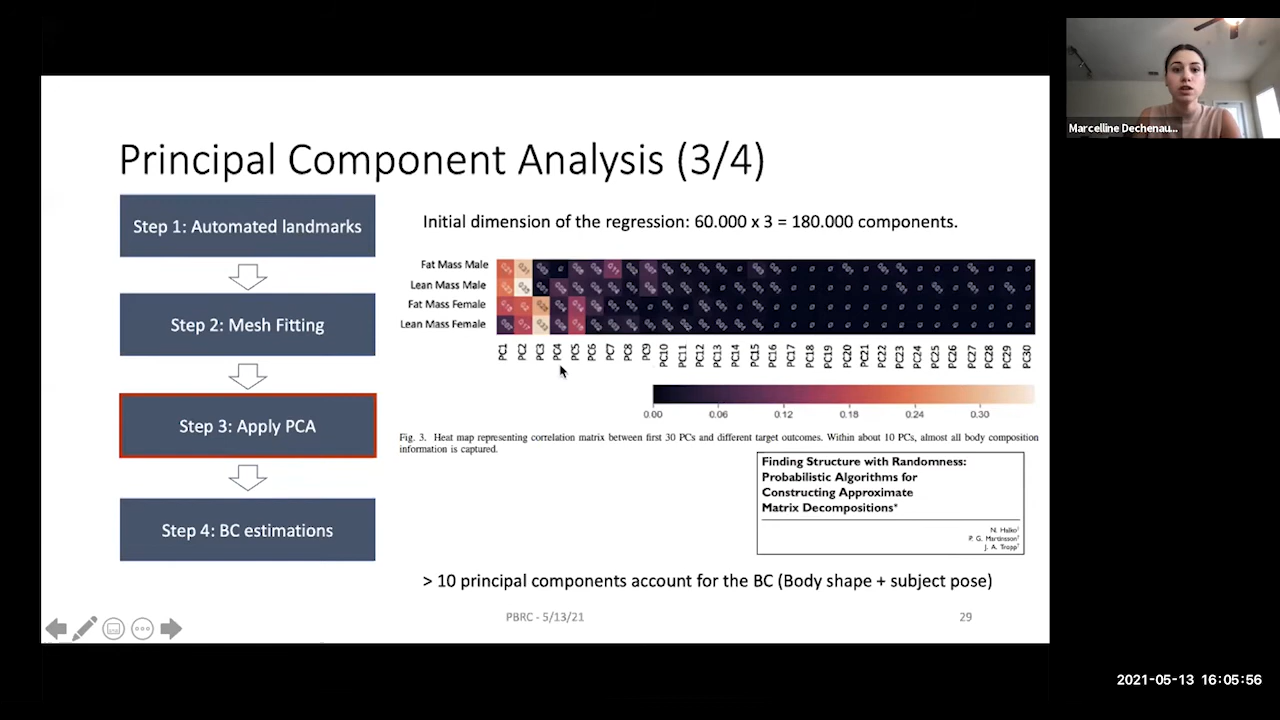 Marcelline Dechenau...
Principal Component Analysis (3/4)
Step 1: Automated landmarks
Step 2: Mesh Fitting
Step 3: Apply PCA
Step 4: BC estimations
Initial dimension of the regression: 60.000 x 3 = 180.000 components.
Fat Mass Male
Lean Mass Male
Fat Mass Female
Lean Mass Female
PC1 PC2 PC3 PC4 PC5 PC6 PC7 PC8 PC9 PC10 PC11 PC12 PC13 PC14 PC15 PC16 PC17 PC18 PC19 PC20 PC21 PC22 PC23 PC24 PC25 PC26 PC27 PC28 PC29 PC30
0.00 0.06 0.12 0.18 0.24 0.30
Fig. 3. Heat map representing correlation matrix between first 30 PCs and different target outcomes. Within about 10 PCs, almost all body composition
information is captured.
Finding Structure with Randomness:
Probabilistic Algorithms for
Constructing Approximate
Matrix Decompositions*
N. Halko†
P. G. Martinsson‡
J. A. Tropp
> 10 principal components account for the BC (Body shape + subject pose)
PBRC - 5/13/21
29
2021-05-13 16:05:56